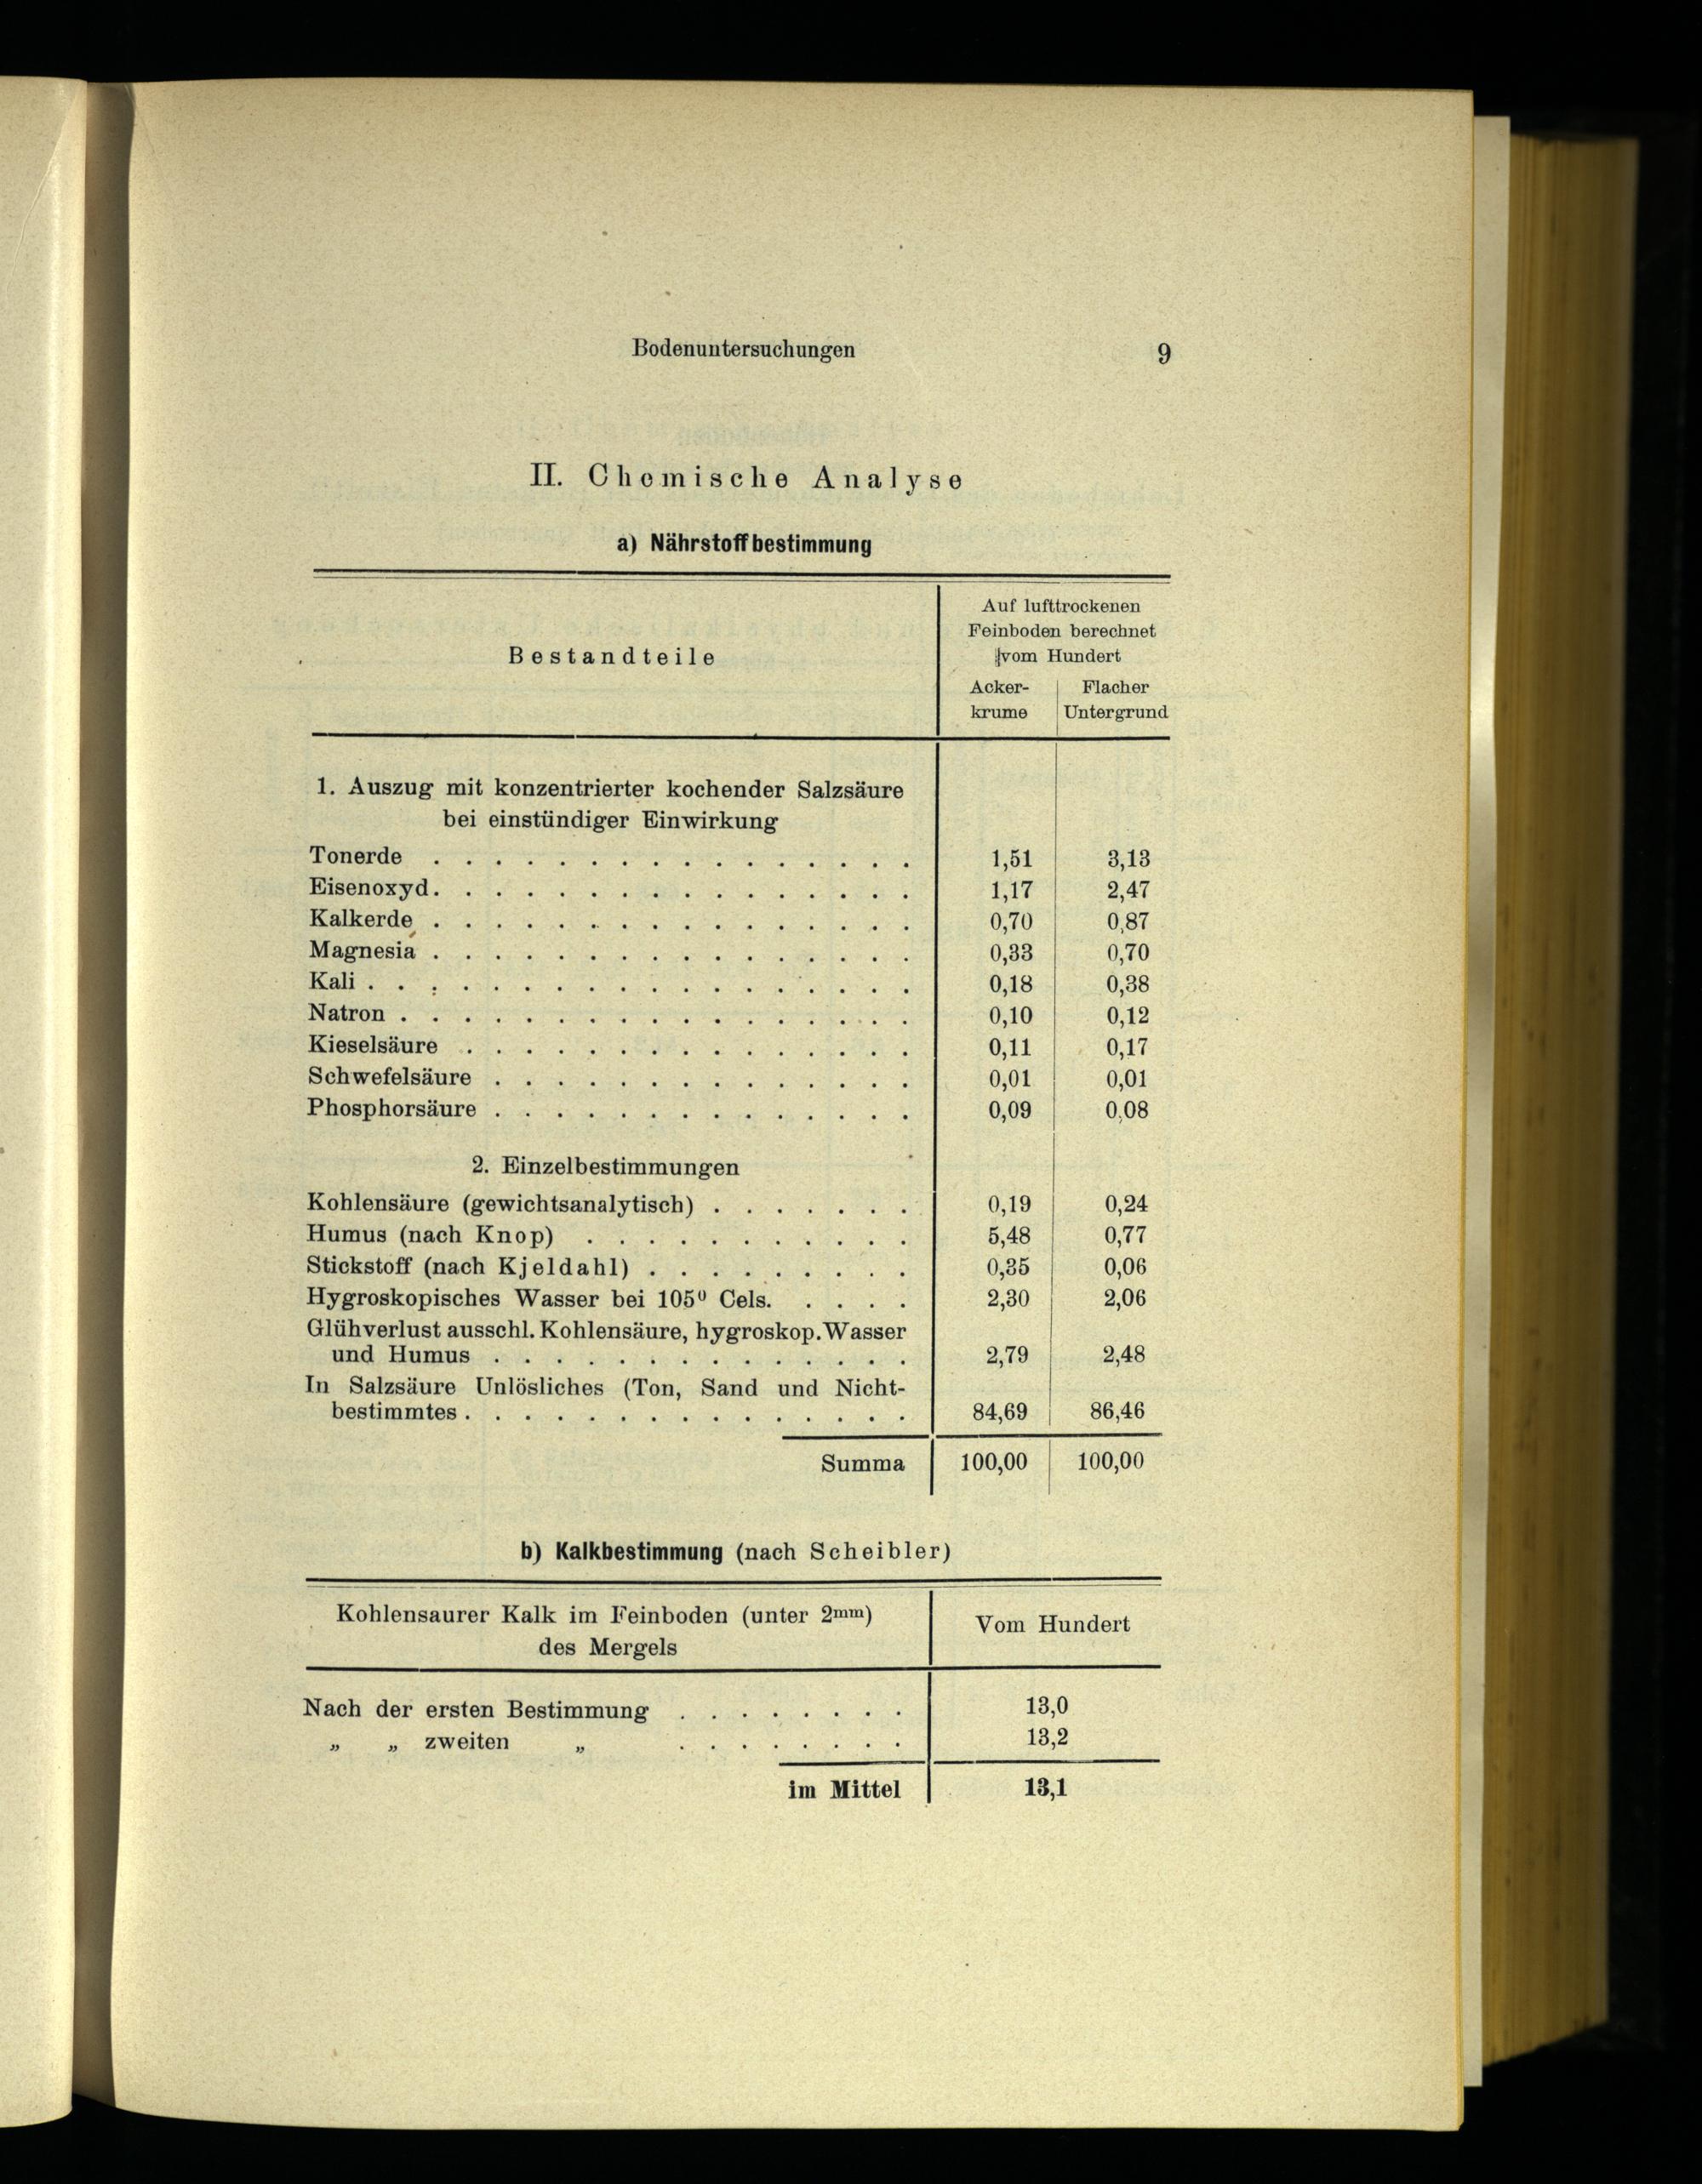 Bodenuntersuchungen 9
II. Chemische Analyse
a) Nährstoffbestimmung
Bestandteile
Auf lufttrockenen
Feinboden berechnet
vom Hundert
Acker- Flacher
krume Untergrund
1. Auszug mit konzentrierter kochender Salzsäure
bei einstündiger Einwirkung
Tonerde . . . . . . . . . . . . . . . . 1,51 3,13
Eisenoxyd. . . . . . . . . . . . . . . . 1,17 2,47
Kalkerde . . . . . . . . . . . . . . . . 0,70 0,87
Magnesia . . . . . . . . . . . . . . . . 0,33 0,70
Kali . . . . . . . . . . . . . . . . . . 0,18 0,38
Natron . . . . . . . . . . . . . . . . . 0,10 0,12
Kieselsäure . . . . . . . . . . . . . . . 0,11 0,17
Schwefelsäure . . . . . . . . . . . . . . 0,01 0,01
Phosphorsäure . . . . . . . . . . . . . . 0,09 0,08
2. Einzelbestimmungen
Kohlensäure (gewichtsanalytisch) . . . . . . . 0,19 0,24
Humus (nach Knop) . . . . . . . . . . . 5,48 0,77
Stickstoff (nach Kjeldahl) . . . . . . . . . 0,35 0,06
Hygroskopisches Wasser bei 105⁰ Cels. . . . . 2,30 2,06
Glühverlust ausschl. Kohlensäure, hygroskop. Wasser
und Humus . . . . . . . . . . . . . . 2,79 2,48
In Salzsäure Unlösliches (Ton, Sand und Nicht-
bestimmtes . . . . . . . . . . . . . . . 84,69 86,46
Summa 100,00 100,00
b) Kalkbestimmung (nach Scheibler)
Kohlensaurer Kalk im Feinboden (unter 2mm)
des Mergels
Vom Hundert
Nach der ersten Bestimmung . . . . . . . . 13,0
„ „ zweiten „ . . . . . . . . 13,2
im Mittel 13,1